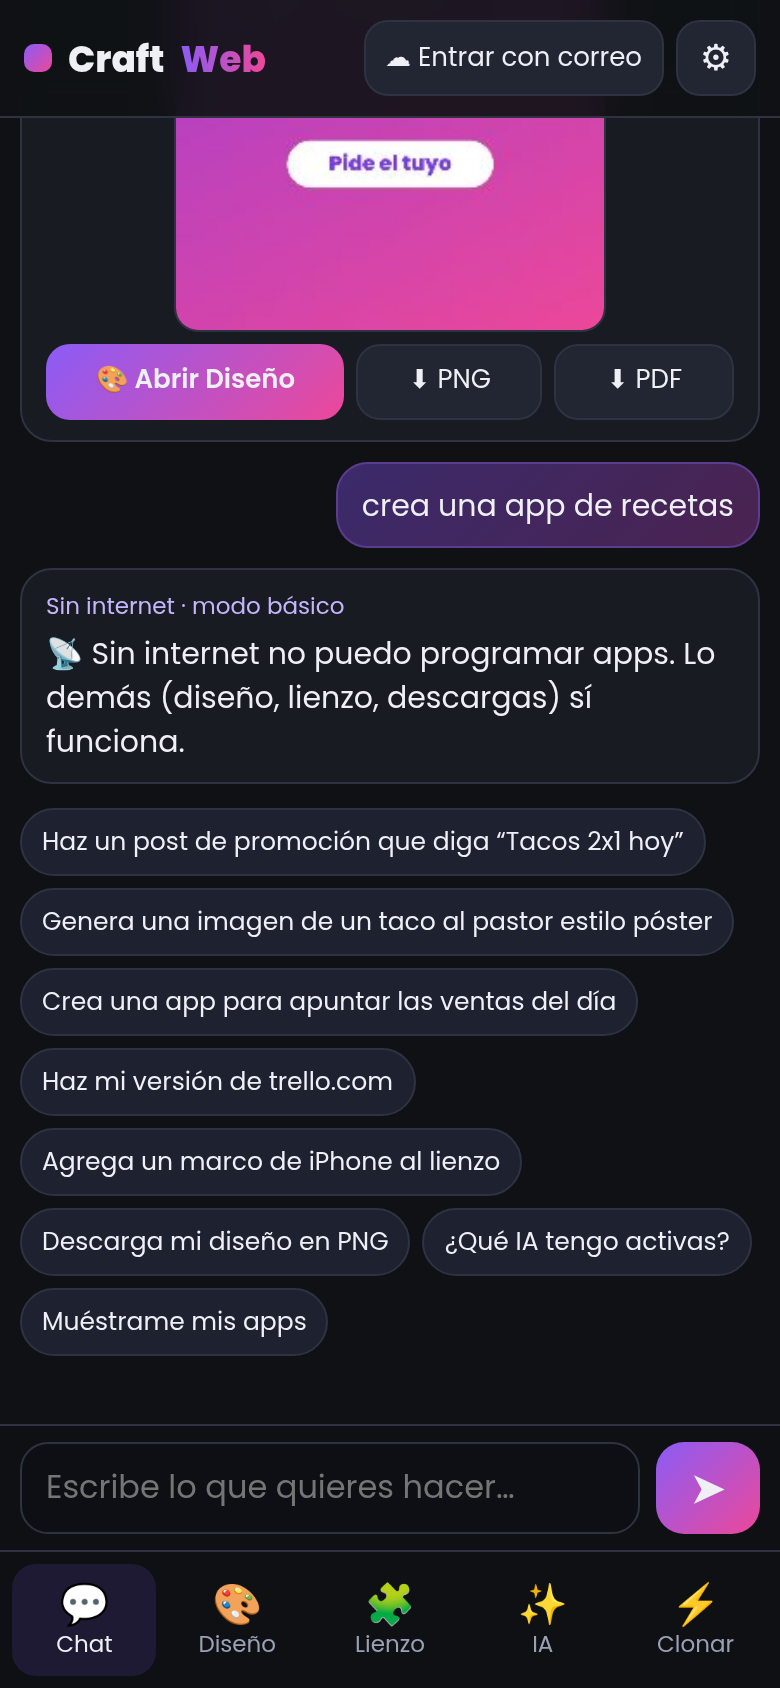 Craft Web
☁ Entrar con correo
⚙
Pide el tuyo
🎨 Abrir Diseño
⬇ PNG
⬇ PDF
crea una app de recetas
Sin internet · modo básico
📡 Sin internet no puedo programar apps. Lo
demás (diseño, lienzo, descargas) sí
funciona.
Haz un post de promoción que diga “Tacos 2x1 hoy”
Genera una imagen de un taco al pastor estilo póster
Crea una app para apuntar las ventas del día
Haz mi versión de trello.com
Agrega un marco de iPhone al lienzo
Descarga mi diseño en PNG
¿Qué IA tengo activas?
Muéstrame mis apps
Escribe lo que quieres hacer...
➤
💬 Chat
🎨 Diseño
🧩 Lienzo
✨ IA
⚡ Clonar